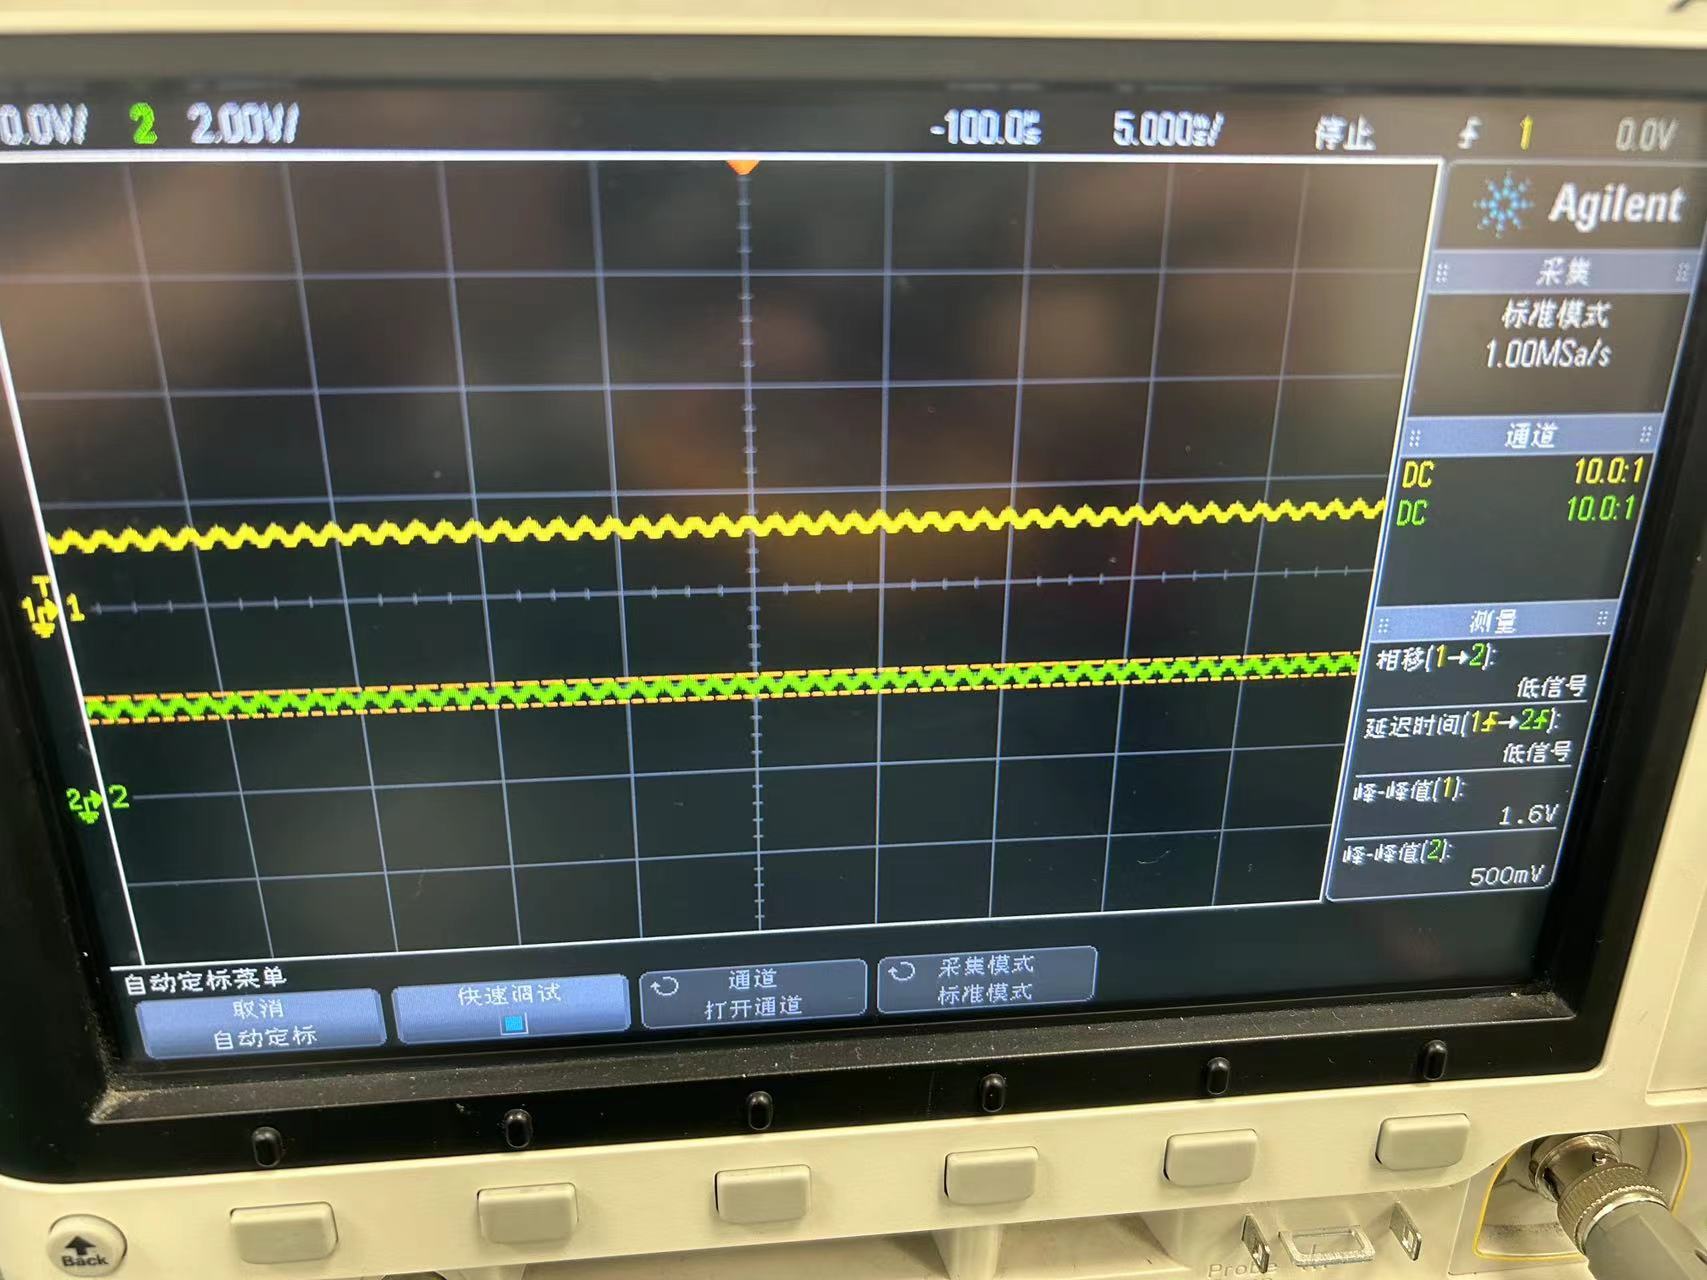 0.0V/ 2 2.00V/ -100.0 5.000 / 停止 1 0.0V
Agilent
采集
标准模式
1.00MSa/s
通道
DC 10.0:1
DC 10.0:1
T
1 1
测量
相移(1→2):
低信号
延迟时间(1→2):
低信号
2 2
峰-峰值(1):
1.6V
峰-峰值(2):
500mV
自动定标菜单
取消
自动定标
快速调试
通道
打开通道
采集模式
标准模式
Back
Probe